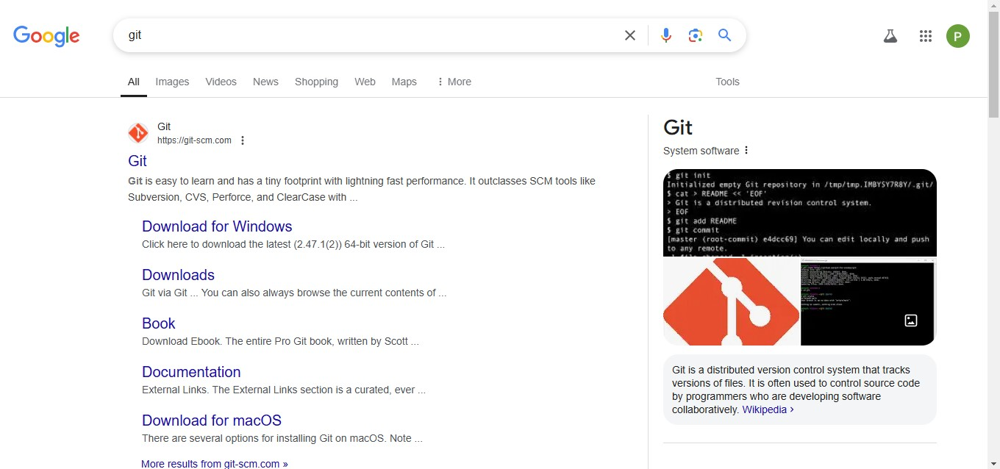 Google
git
P
All Images Videos News Shopping Web Maps More Tools
Git
https://git-scm.com
Git
Git is easy to learn and has a tiny footprint with lightning fast performance. It outclasses SCM tools like
Subversion, CVS, Perforce, and ClearCase with ...
Download for Windows
Click here to download the latest (2.47.1(2)) 64-bit version of Git ...
Downloads
Git via Git ... You can also always browse the current contents of ...
Book
Download Ebook. The entire Pro Git book, written by Scott ...
Documentation
External Links. The External Links section is a curated, ever ...
Download for macOS
There are several options for installing Git on macOS. Note ...
More results from git-scm.com »
Git
System software
$ git init
Initialized empty Git repository in /tmp/tmp.IMBYSY7R8Y/.git/
$ cat > README << 'EOF'
> Git is a distributed revision control system.
> EOF
$ git add README
$ git commit
[master (root-commit) e4dcc69] You can edit locally and push
to any remote.
Git is a distributed version control system that tracks
versions of files. It is often used to control source code
by programmers who are developing software
collaboratively. Wikipedia ›